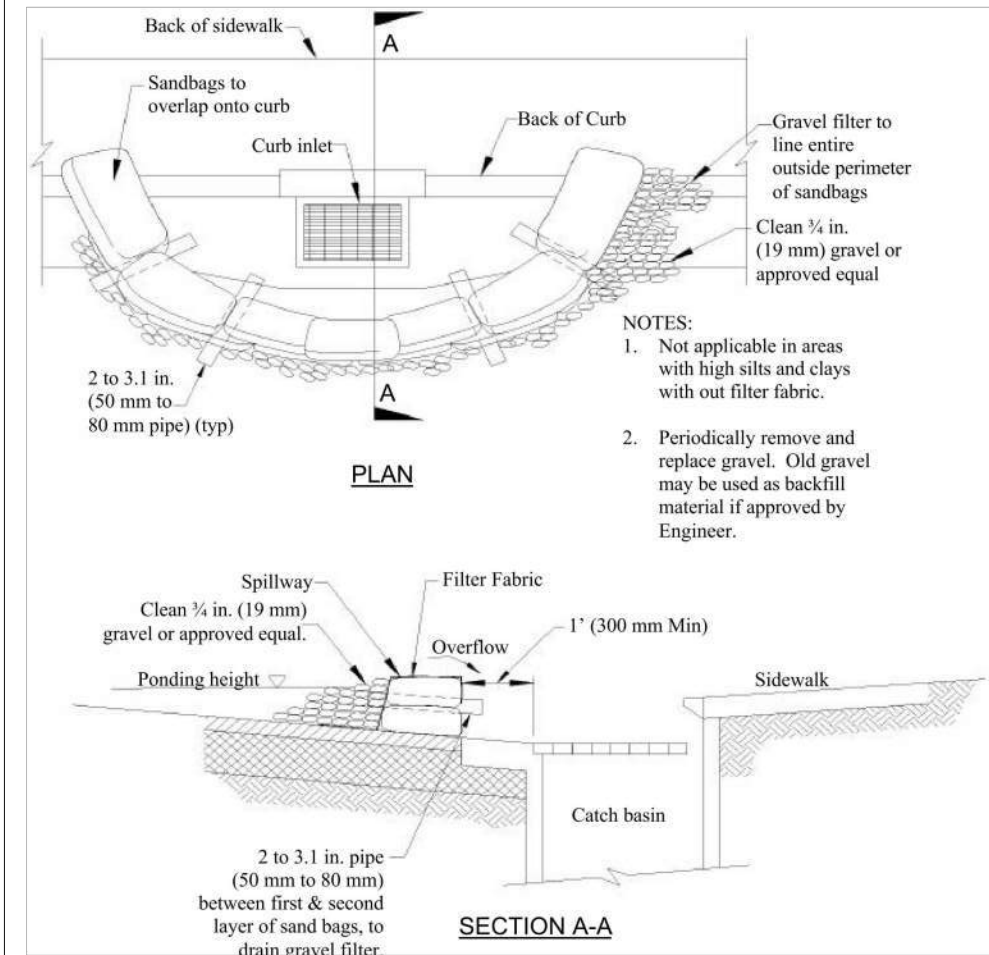 Back of sidewalk
A
Sandbags to
overlap onto curb
Curb inlet
Back of Curb
Gravel filter to
line entire
outside perimeter
of sandbags
Clean ¾ in.
(19 mm) gravel or
approved equal
2 to 3.1 in.
(50 mm to
80 mm pipe) (typ)
A
PLAN
NOTES:
1. Not applicable in areas
with high silts and clays
with out filter fabric.
2. Periodically remove and
replace gravel. Old gravel
may be used as backfill
material if approved by
Engineer.
Spillway
Filter Fabric
Clean ¾ in. (19 mm)
gravel or approved equal.
1' (300 mm Min)
Overflow
Ponding height
Sidewalk
Catch basin
2 to 3.1 in. pipe
(50 mm to 80 mm)
between first & second
layer of sand bags, to
drain gravel filter.
SECTION A-A